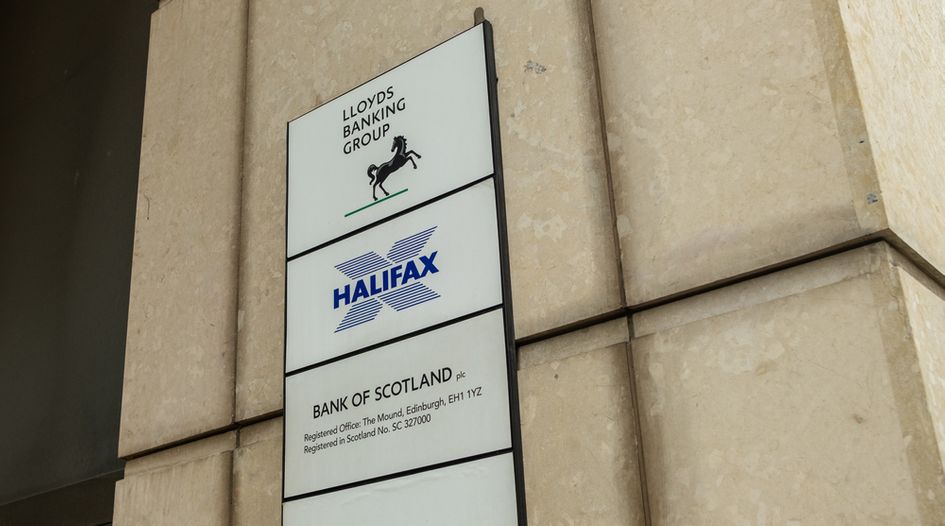 LLOYDS
BANKING
GROUP
HALIFAX
BANK OF SCOTLAND plc
Registered Office: The Mound, Edinburgh, EH1 1YZ
Registered in Scotland No. SC 327000